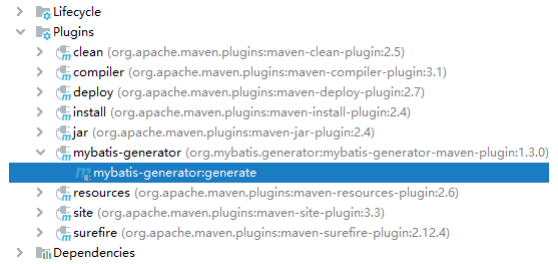 Lifecycle
Plugins
clean (org.apache.maven.plugins:maven-clean-plugin:2.5)
compiler (org.apache.maven.plugins:maven-compiler-plugin:3.1)
deploy (org.apache.maven.plugins:maven-deploy-plugin:2.7)
install (org.apache.maven.plugins:maven-install-plugin:2.4)
jar (org.apache.maven.plugins:maven-jar-plugin:2.4)
mybatis-generator (org.mybatis.generator:mybatis-generator-maven-plugin:1.3.0)
mybatis-generator:generate
resources (org.apache.maven.plugins:maven-resources-plugin:2.6)
site (org.apache.maven.plugins:maven-site-plugin:3.3)
surefire (org.apache.maven.plugins:maven-surefire-plugin:2.12.4)
Dependencies